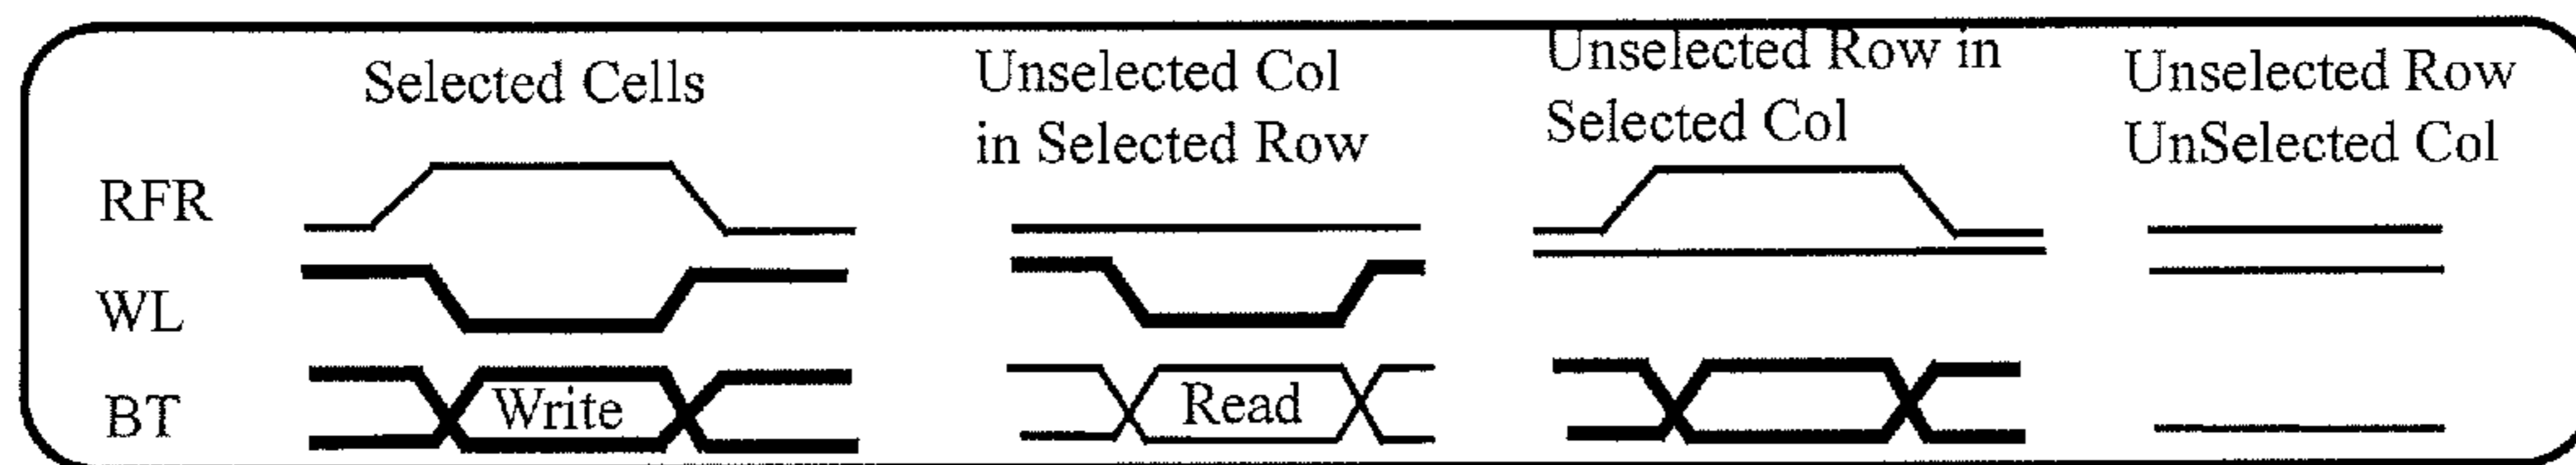 Selected Cells
Unselected Col
in Selected Row
Unselected Row in
Selected Col
Unselected Row
UnSelected Col
RFR
WL
BT
Write
Read